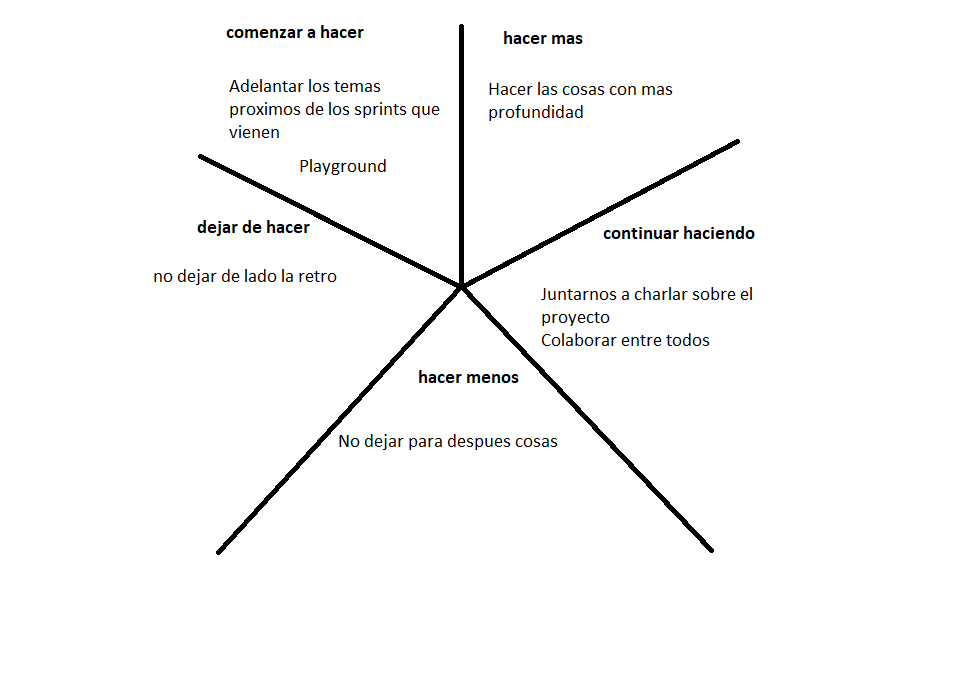 comenzar a hacer
Adelantar los temas
proximos de los sprints que
vienen
Playground
hacer mas
Hacer las cosas con mas
profundidad
dejar de hacer
no dejar de lado la retro
continuar haciendo
Juntarnos a charlar sobre el
proyecto
Colaborar entre todos
hacer menos
No dejar para despues cosas